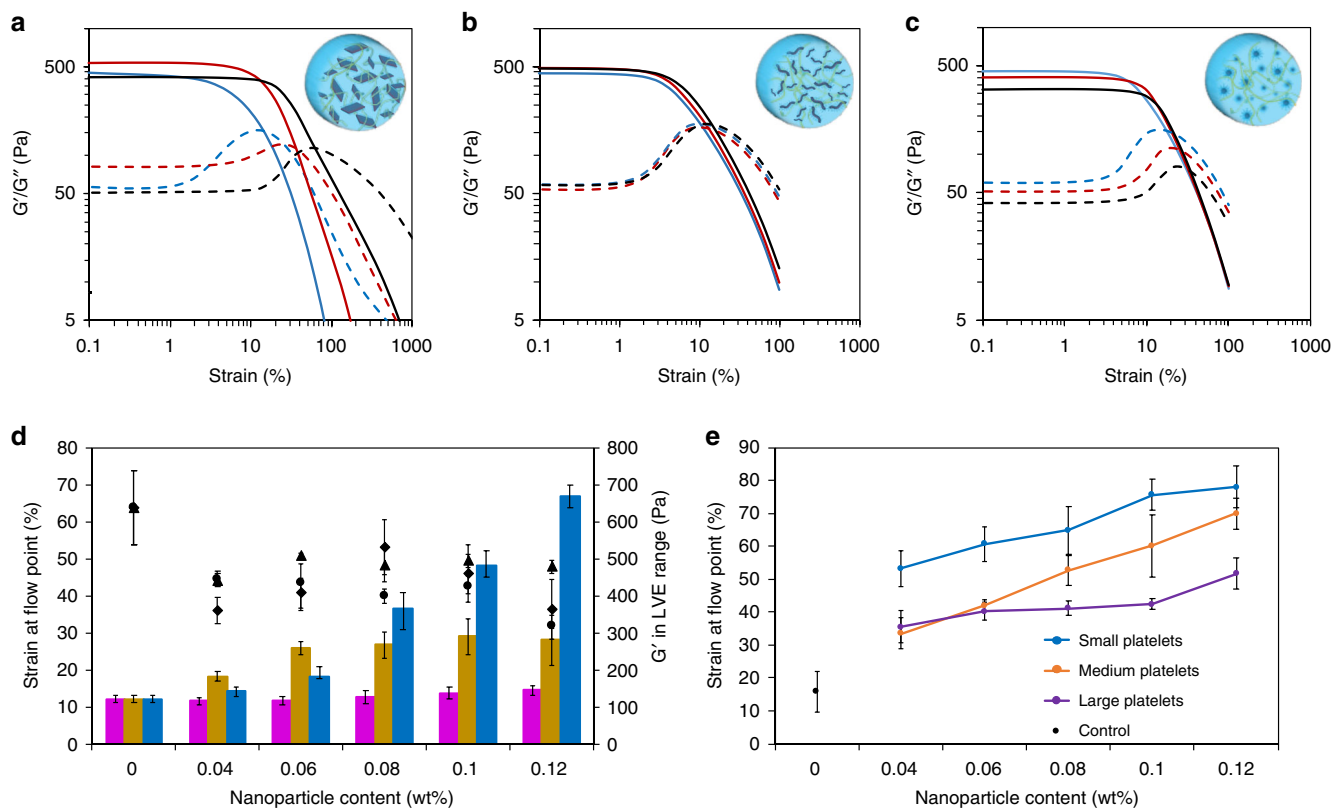 a
500
50
5
G′/G″ (Pa)
0.1 1 10 100 1000
Strain (%)
b
500
50
5
G′/G″ (Pa)
0.1 1 10 100 1000
Strain (%)
c
500
50
5
G′/G″ (Pa)
0.1 1 10 100 1000
Strain (%)
d
80
70
60
50
40
30
20
10
0
Strain at flow point (%)
800
700
600
500
400
300
200
100
0
G′ in LVE range (Pa)
0 0.04 0.06 0.08 0.1 0.12
Nanoparticle content (wt%)
e
90
80
70
60
50
40
30
20
10
0
Strain at flow point (%)
Small platelets
Medium platelets
Large platelets
Control
0 0.04 0.06 0.08 0.1 0.12
Nanoparticle content (wt%)